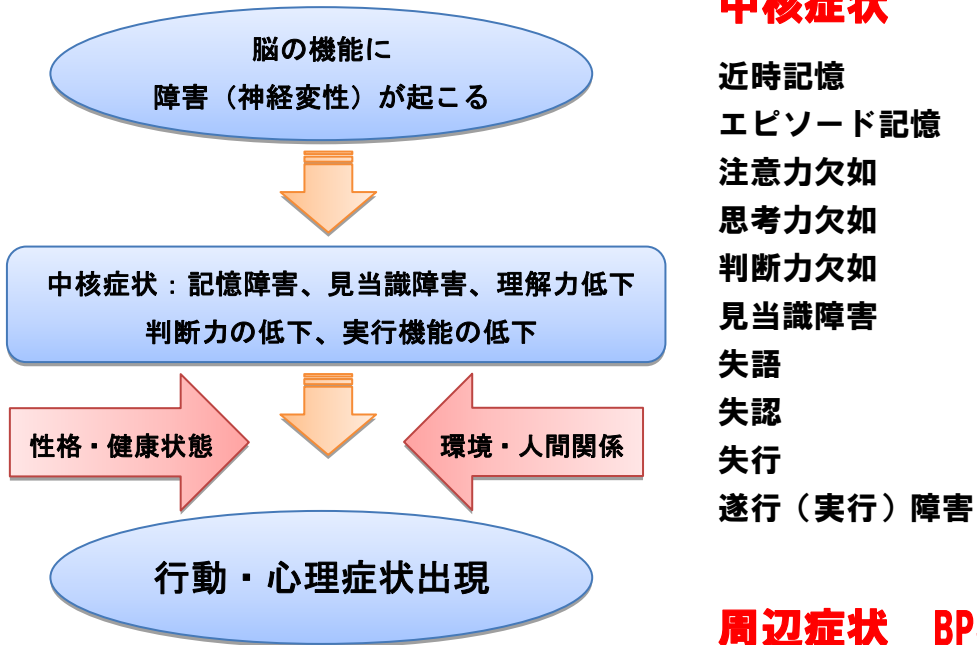 脳の機能に
障害（神経変性）が起こる
中核症状：記憶障害、見当識障害、理解力低下
判断力の低下、実行機能の低下
性格・健康状態
環境・人間関係
行動・心理症状出現
中核症状
近時記憶
エピソード記憶
注意力欠如
思考力欠如
判断力欠如
見当識障害
失語
失認
失行
遂行（実行）障害
周辺症状　BP